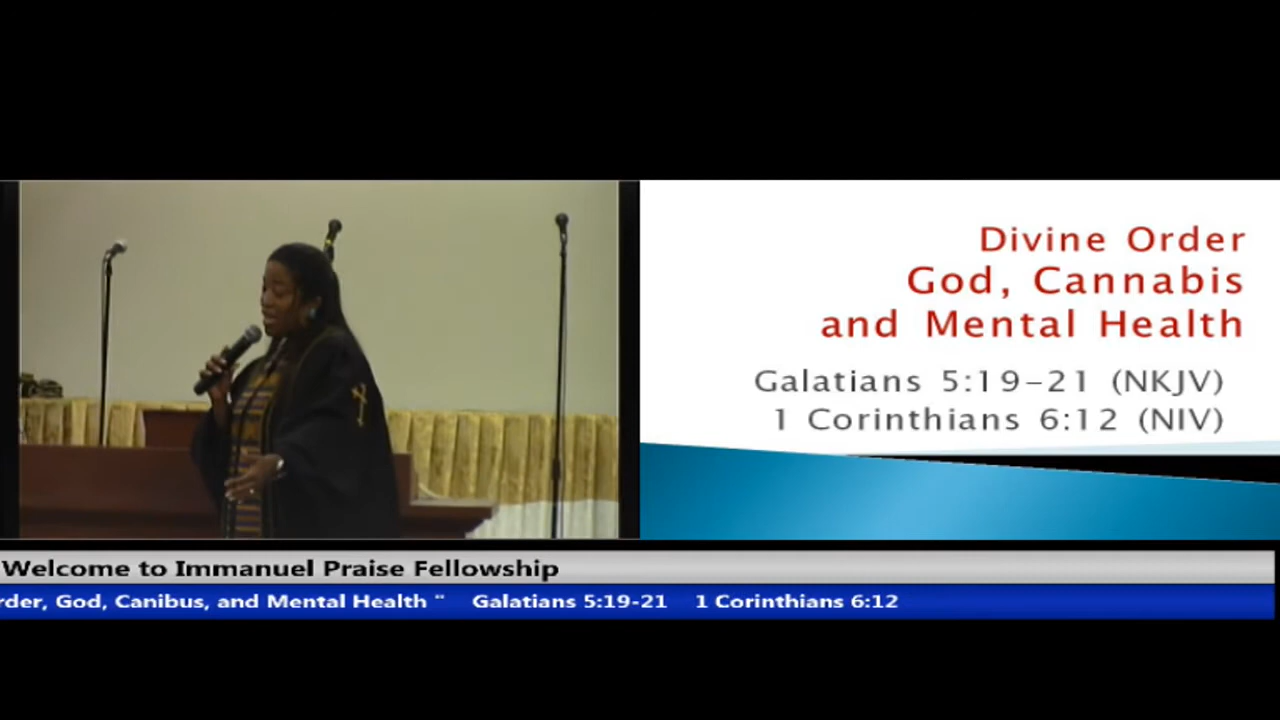 Divine Order
God, Cannabis
and Mental Health
Galatians 5:19-21 (NKJV)
1 Corinthians 6:12 (NIV)
Welcome to Immanuel Praise Fellowship
rder, God, Canibus, and Mental Health " Galatians 5:19-21 1 Corinthians 6:12